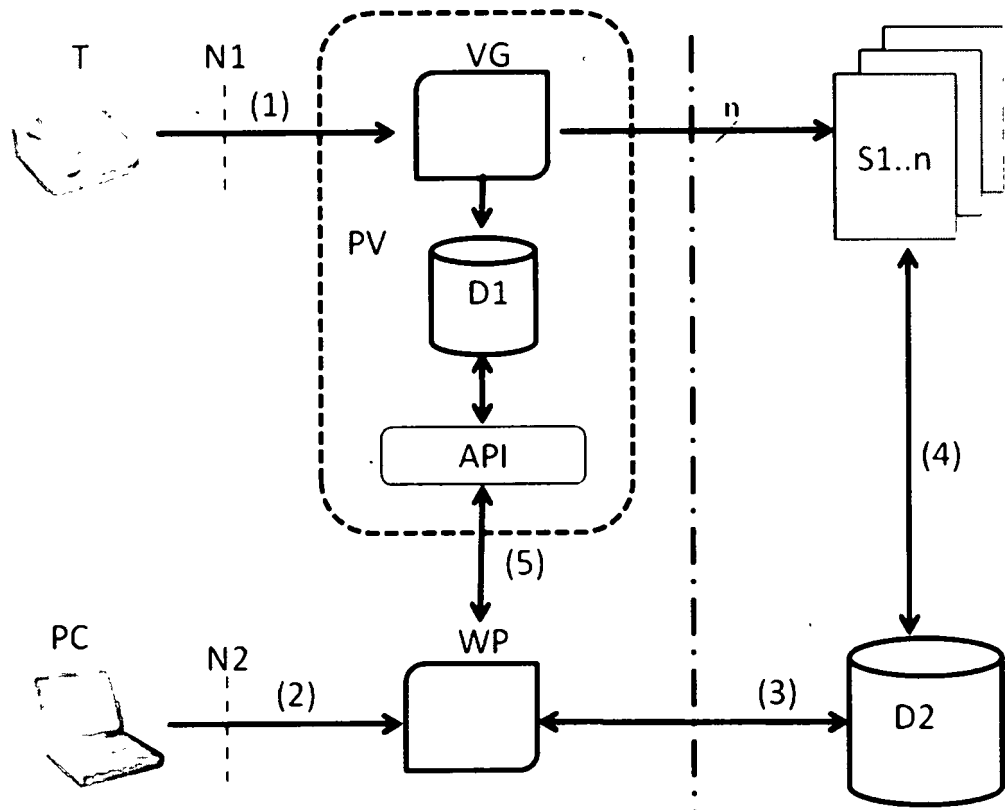 T
N1
(1)
VG
n
S1..n
PV
D1
API
(4)
(5)
PC
N2
(2)
WP
(3)
D2